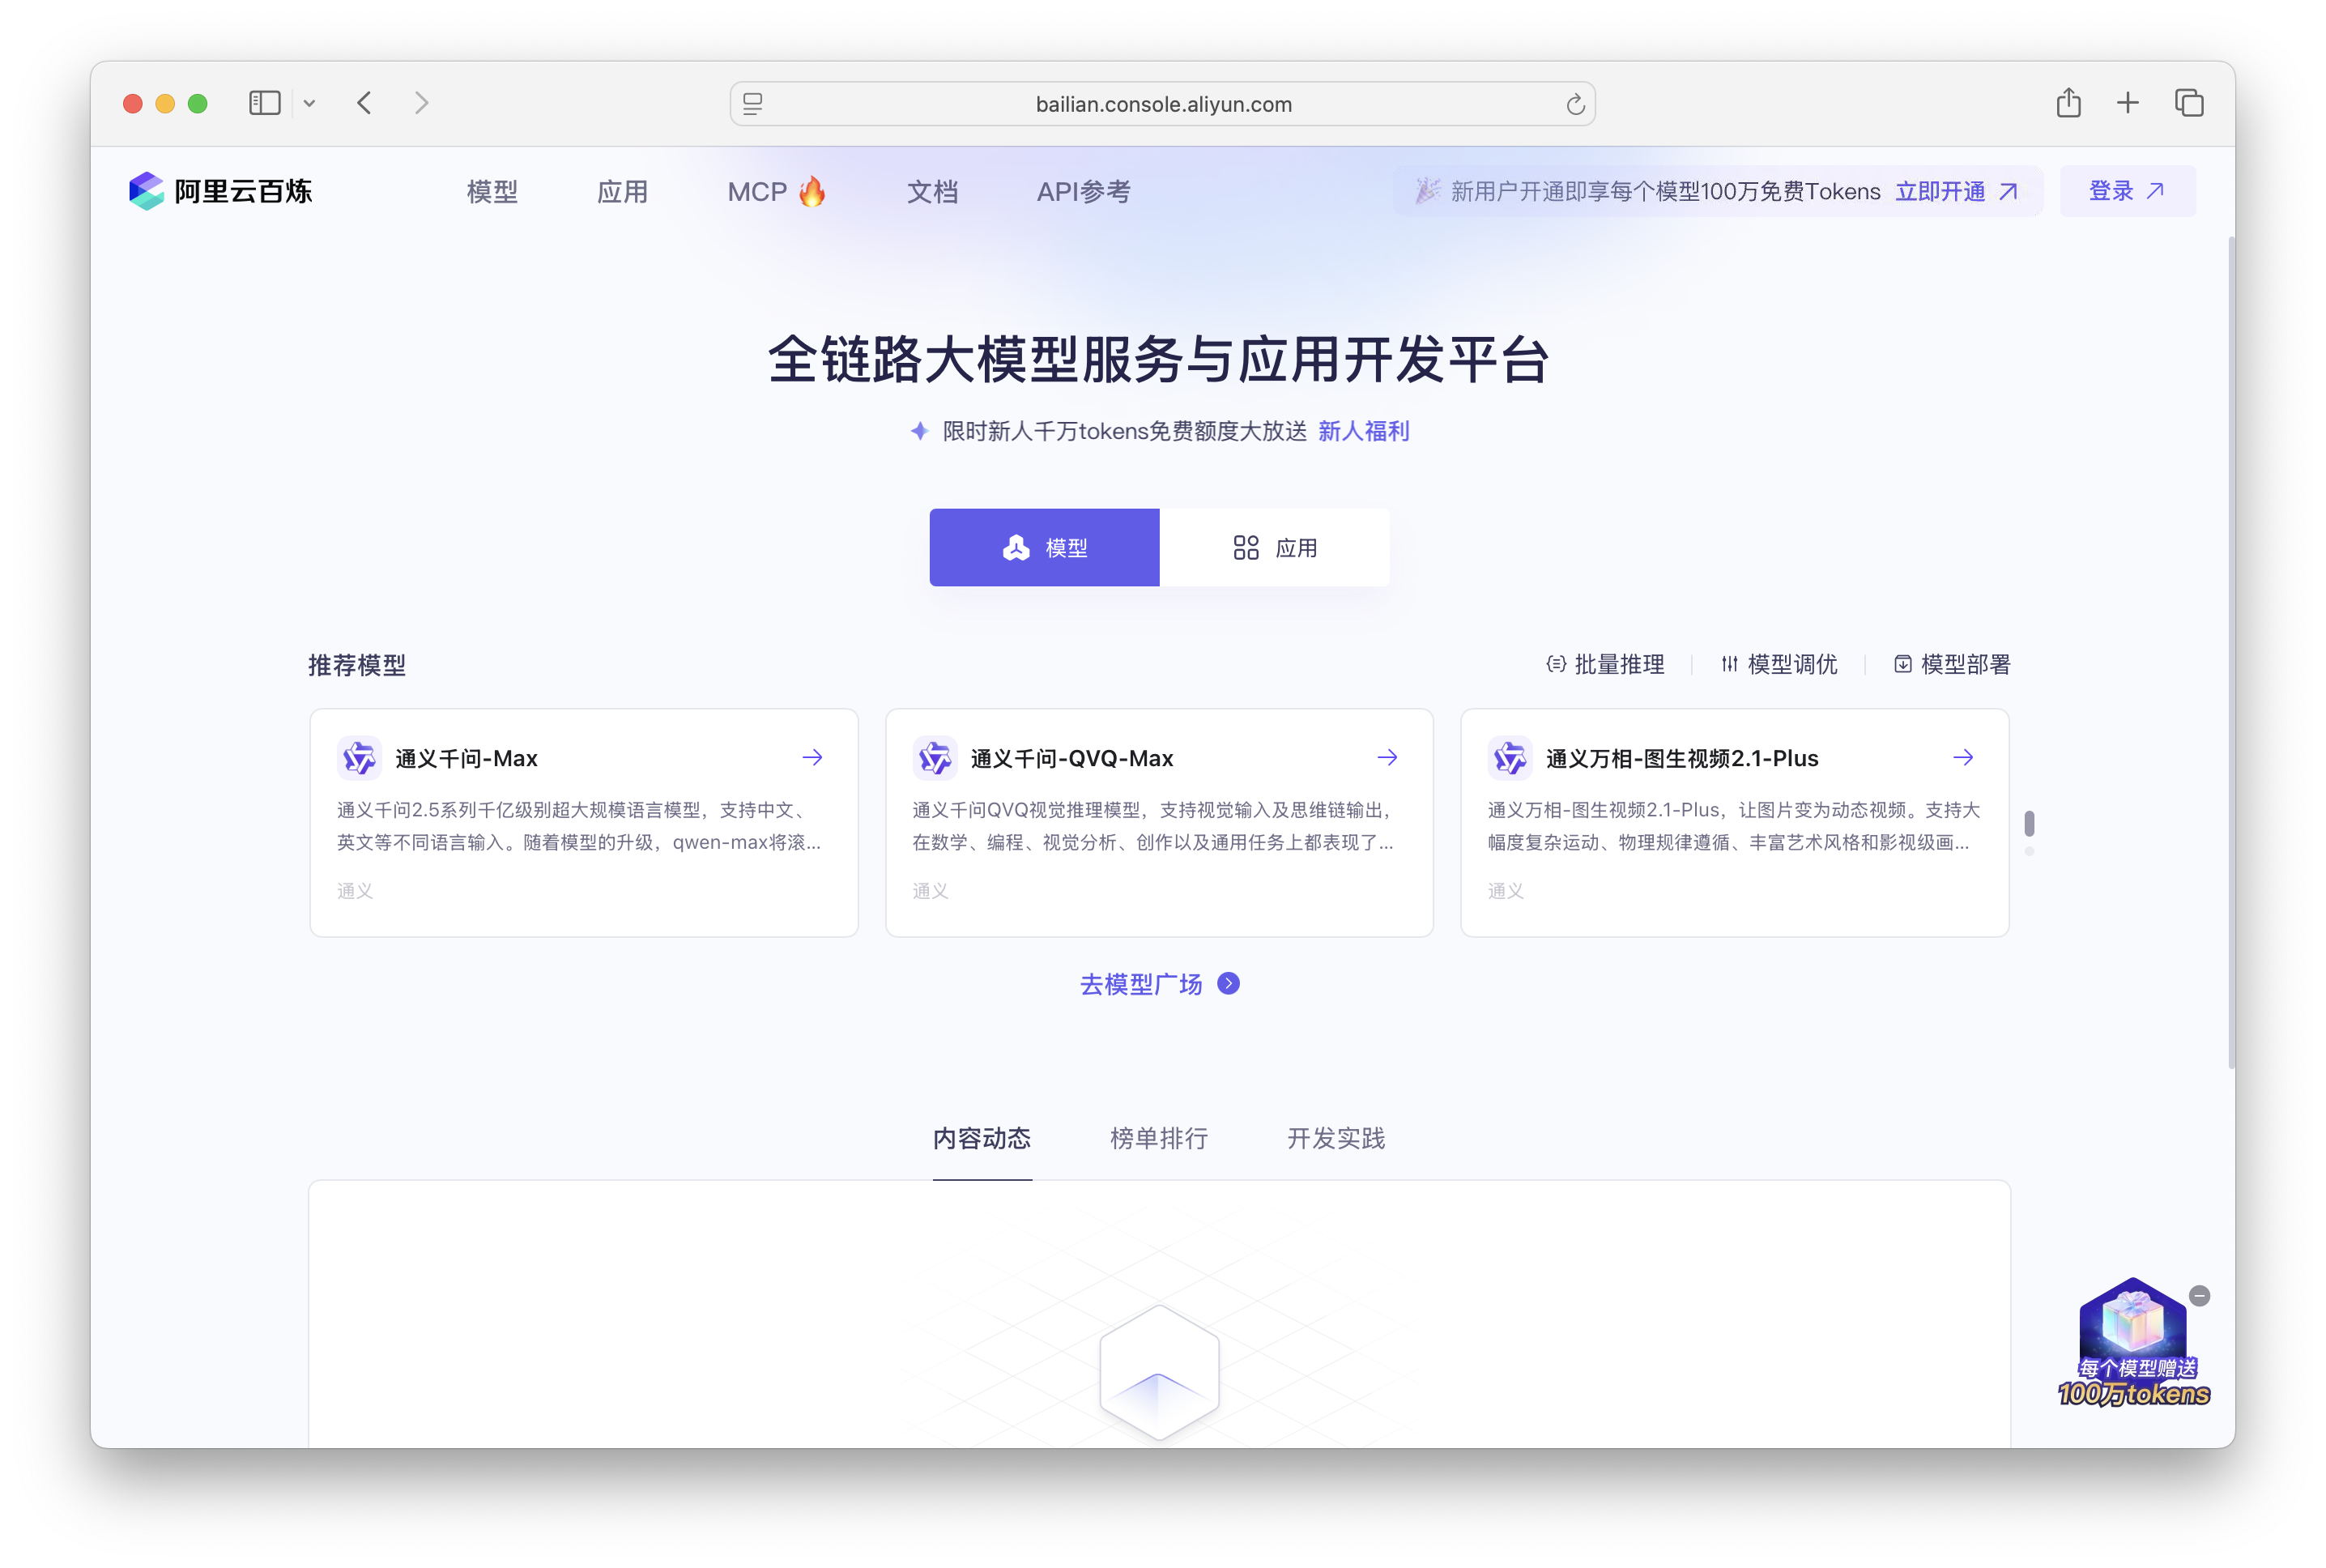 bailian.console.aliyun.com
阿里云百炼
模型
应用
MCP 🔥
文档
API参考
🎉 新用户开通即享每个模型100万免费Tokens 立即开通
登录
全链路大模型服务与应用开发平台
限时新人千万tokens免费额度大放送 新人福利
模型
应用
推荐模型
批量推理
模型调优
模型部署
通义千问-Max
通义千问2.5系列千亿级别超大规模语言模型，支持中文、
英文等不同语言输入。随着模型的升级，qwen-max将滚...
通义
通义千问-QVQ-Max
通义千问QVQ视觉推理模型，支持视觉输入及思维链输出，
在数学、编程、视觉分析、创作以及通用任务上都表现了...
通义
通义万相-图生视频2.1-Plus
通义万相-图生视频2.1-Plus，让图片变为动态视频。支持大
幅度复杂运动、物理规律遵循、丰富艺术风格和影视级画...
通义
去模型广场
内容动态
榜单排行
开发实践
每个模型赠送
100万tokens